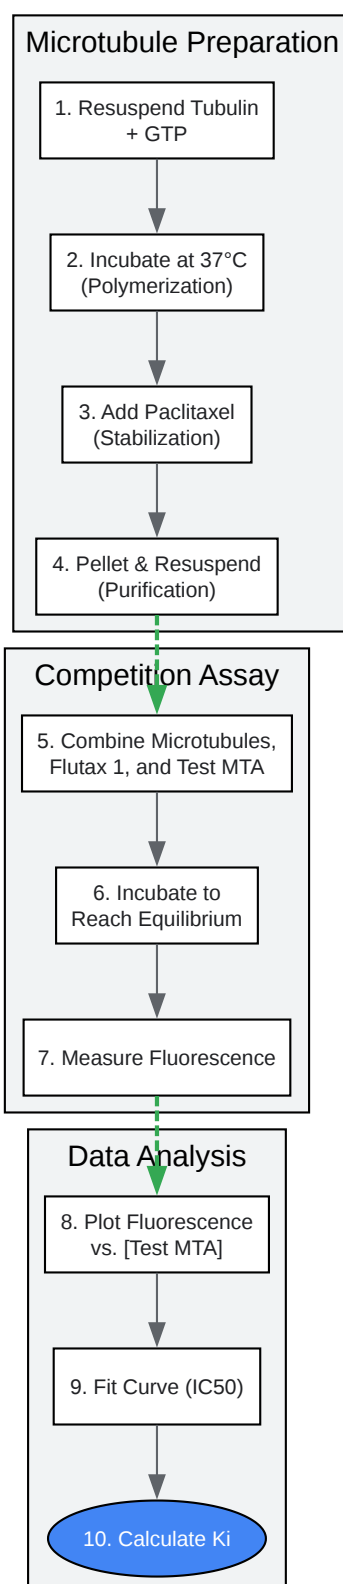 Microtubule Preparation
1. Resuspend Tubulin
+ GTP
2. Incubate at 37°C
(Polymerization)
3. Add Paclitaxel
(Stabilization)
4. Pellet & Resuspend
(Purification)
Competition Assay
5. Combine Microtubules,
Flutax 1, and Test MTA
6. Incubate to
Reach Equilibrium
7. Measure Fluorescence
Data Analysis
8. Plot Fluorescence
vs. [Test MTA]
9. Fit Curve (IC50)
10. Calculate Ki